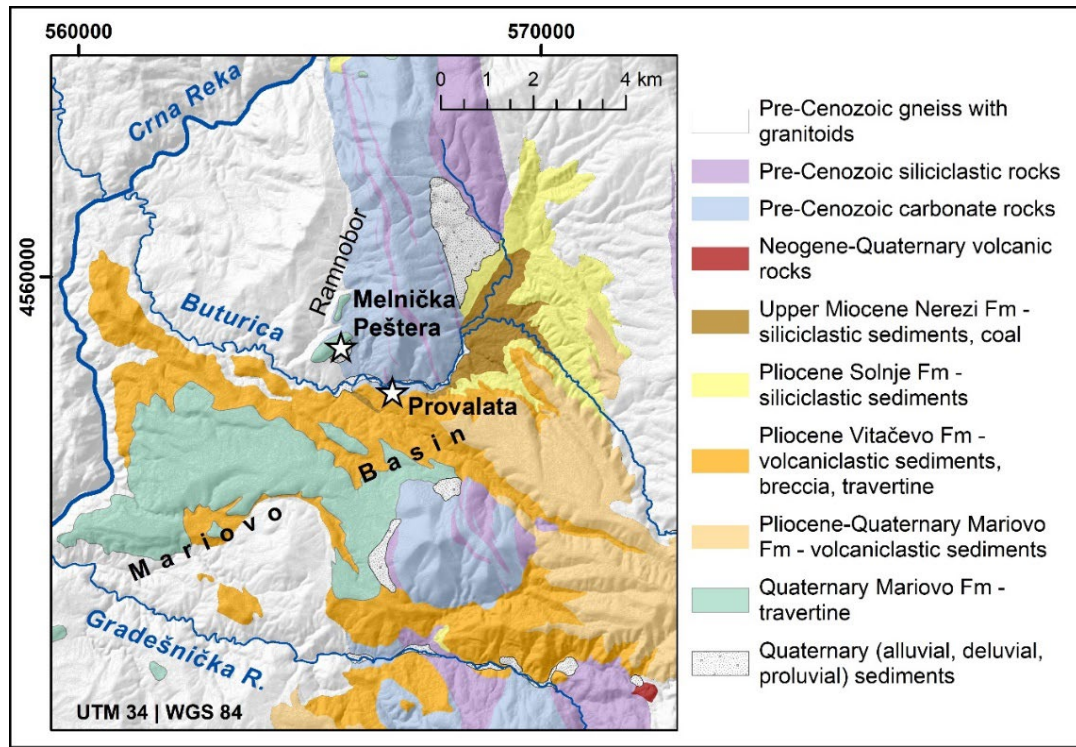 560000
570000
0 1 2 4 km
Crna Reka
4560000
Ramnobor
Melnička
Peštera
Buturica
Provalata
Basin
Mariovo
Gradešnička R.
UTM 34 | WGS 84
Pre-Cenozoic gneiss with
granitoids
Pre-Cenozoic siliciclastic rocks
Pre-Cenozoic carbonate rocks
Neogene-Quaternary volcanic
rocks
Upper Miocene Nerezi Fm -
siliciclastic sediments, coal
Pliocene Solnje Fm -
siliciclastic sediments
Pliocene Vitačevo Fm -
volcaniclastic sediments,
breccia, travertine
Pliocene-Quaternary Mariovo
Fm - volcaniclastic sediments
Quaternary Mariovo Fm -
travertine
Quaternary (alluvial, deluvial,
proluvial) sediments